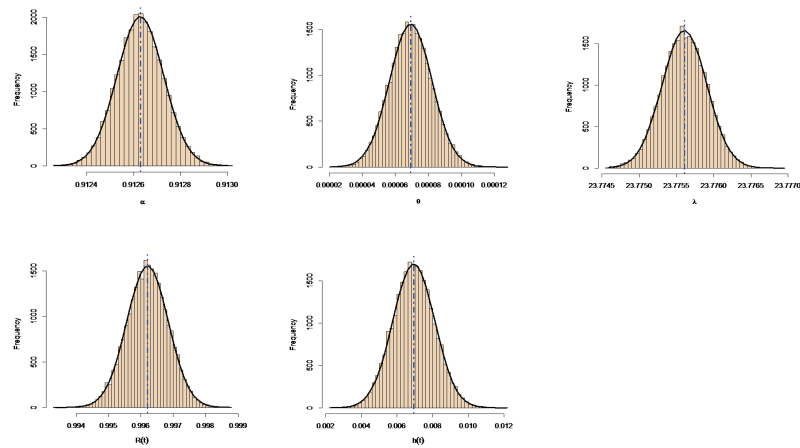 Frequency
0 500 1000 1500 2000
0.9124 0.9126 0.9128 0.9130
α
Frequency
0 500 1000 1500
0.00002 0.00004 0.00006 0.00008 0.00010 0.00012
θ
Frequency
0 500 1000 1500
23.7745 23.7750 23.7755 23.7760 23.7765 23.7770
λ
Frequency
0 500 1000 1500
0.994 0.995 0.996 0.997 0.998 0.999
R(t)
Frequency
0 500 1000 1500
0.002 0.004 0.006 0.008 0.010 0.012
h(t)